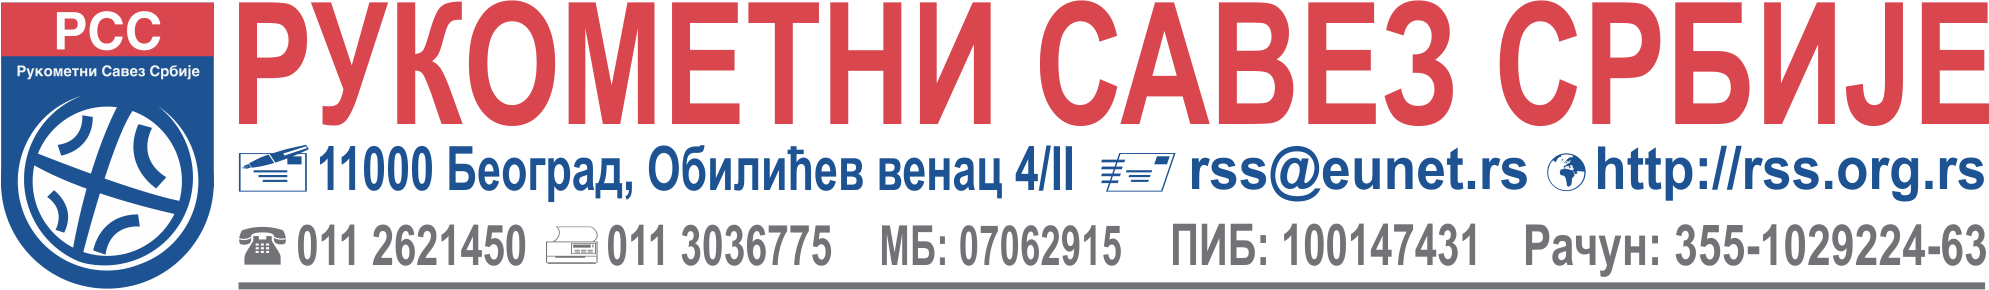 РСС
Рукометни Савез Србије
РУКОМЕТНИ САВЕЗ СРБИЈЕ
11000 Београд, Обилићев венац 4/II rss@eunet.rs http://rss.org.rs
011 2621450 011 3036775 МБ: 07062915 ПИБ: 100147431 Рачун: 355-1029224-63